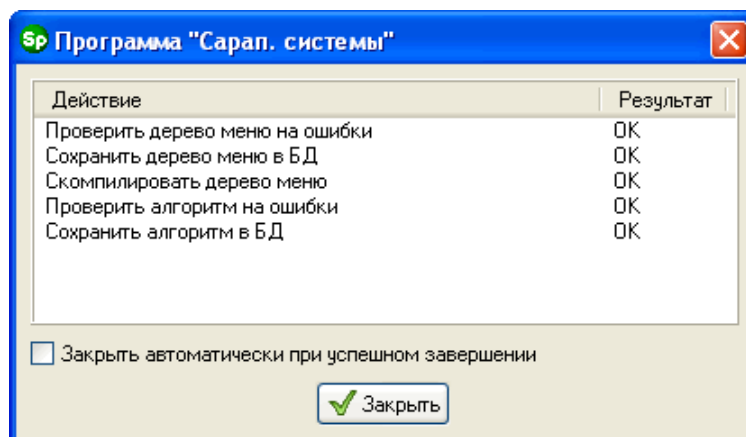 Sp Программа "Сарап. системы"
Действие Результат
Проверить дерево меню на ошибки OK
Сохранить дерево меню в БД OK
Скомпилировать дерево меню OK
Проверить алгоритм на ошибки OK
Сохранить алгоритм в БД OK
Закрыть автоматически при успешном завершении
Закрыть